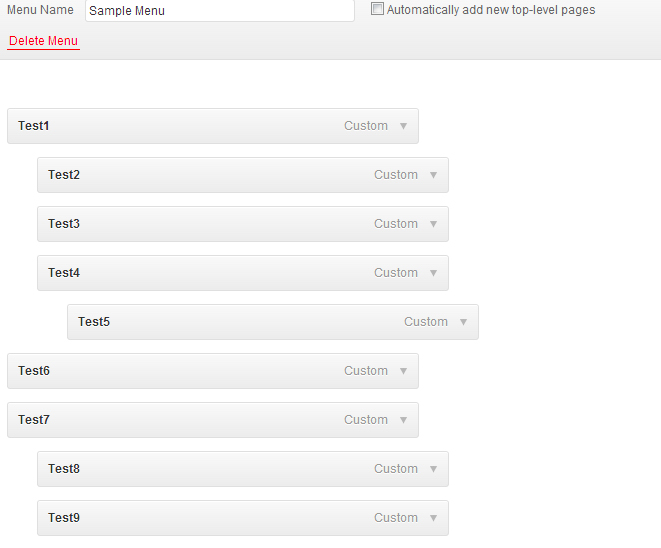 Menu Name Sample Menu Automatically add new top-level pages
Delete Menu
Test1 Custom
Test2 Custom
Test3 Custom
Test4 Custom
Test5 Custom
Test6 Custom
Test7 Custom
Test8 Custom
Test9 Custom